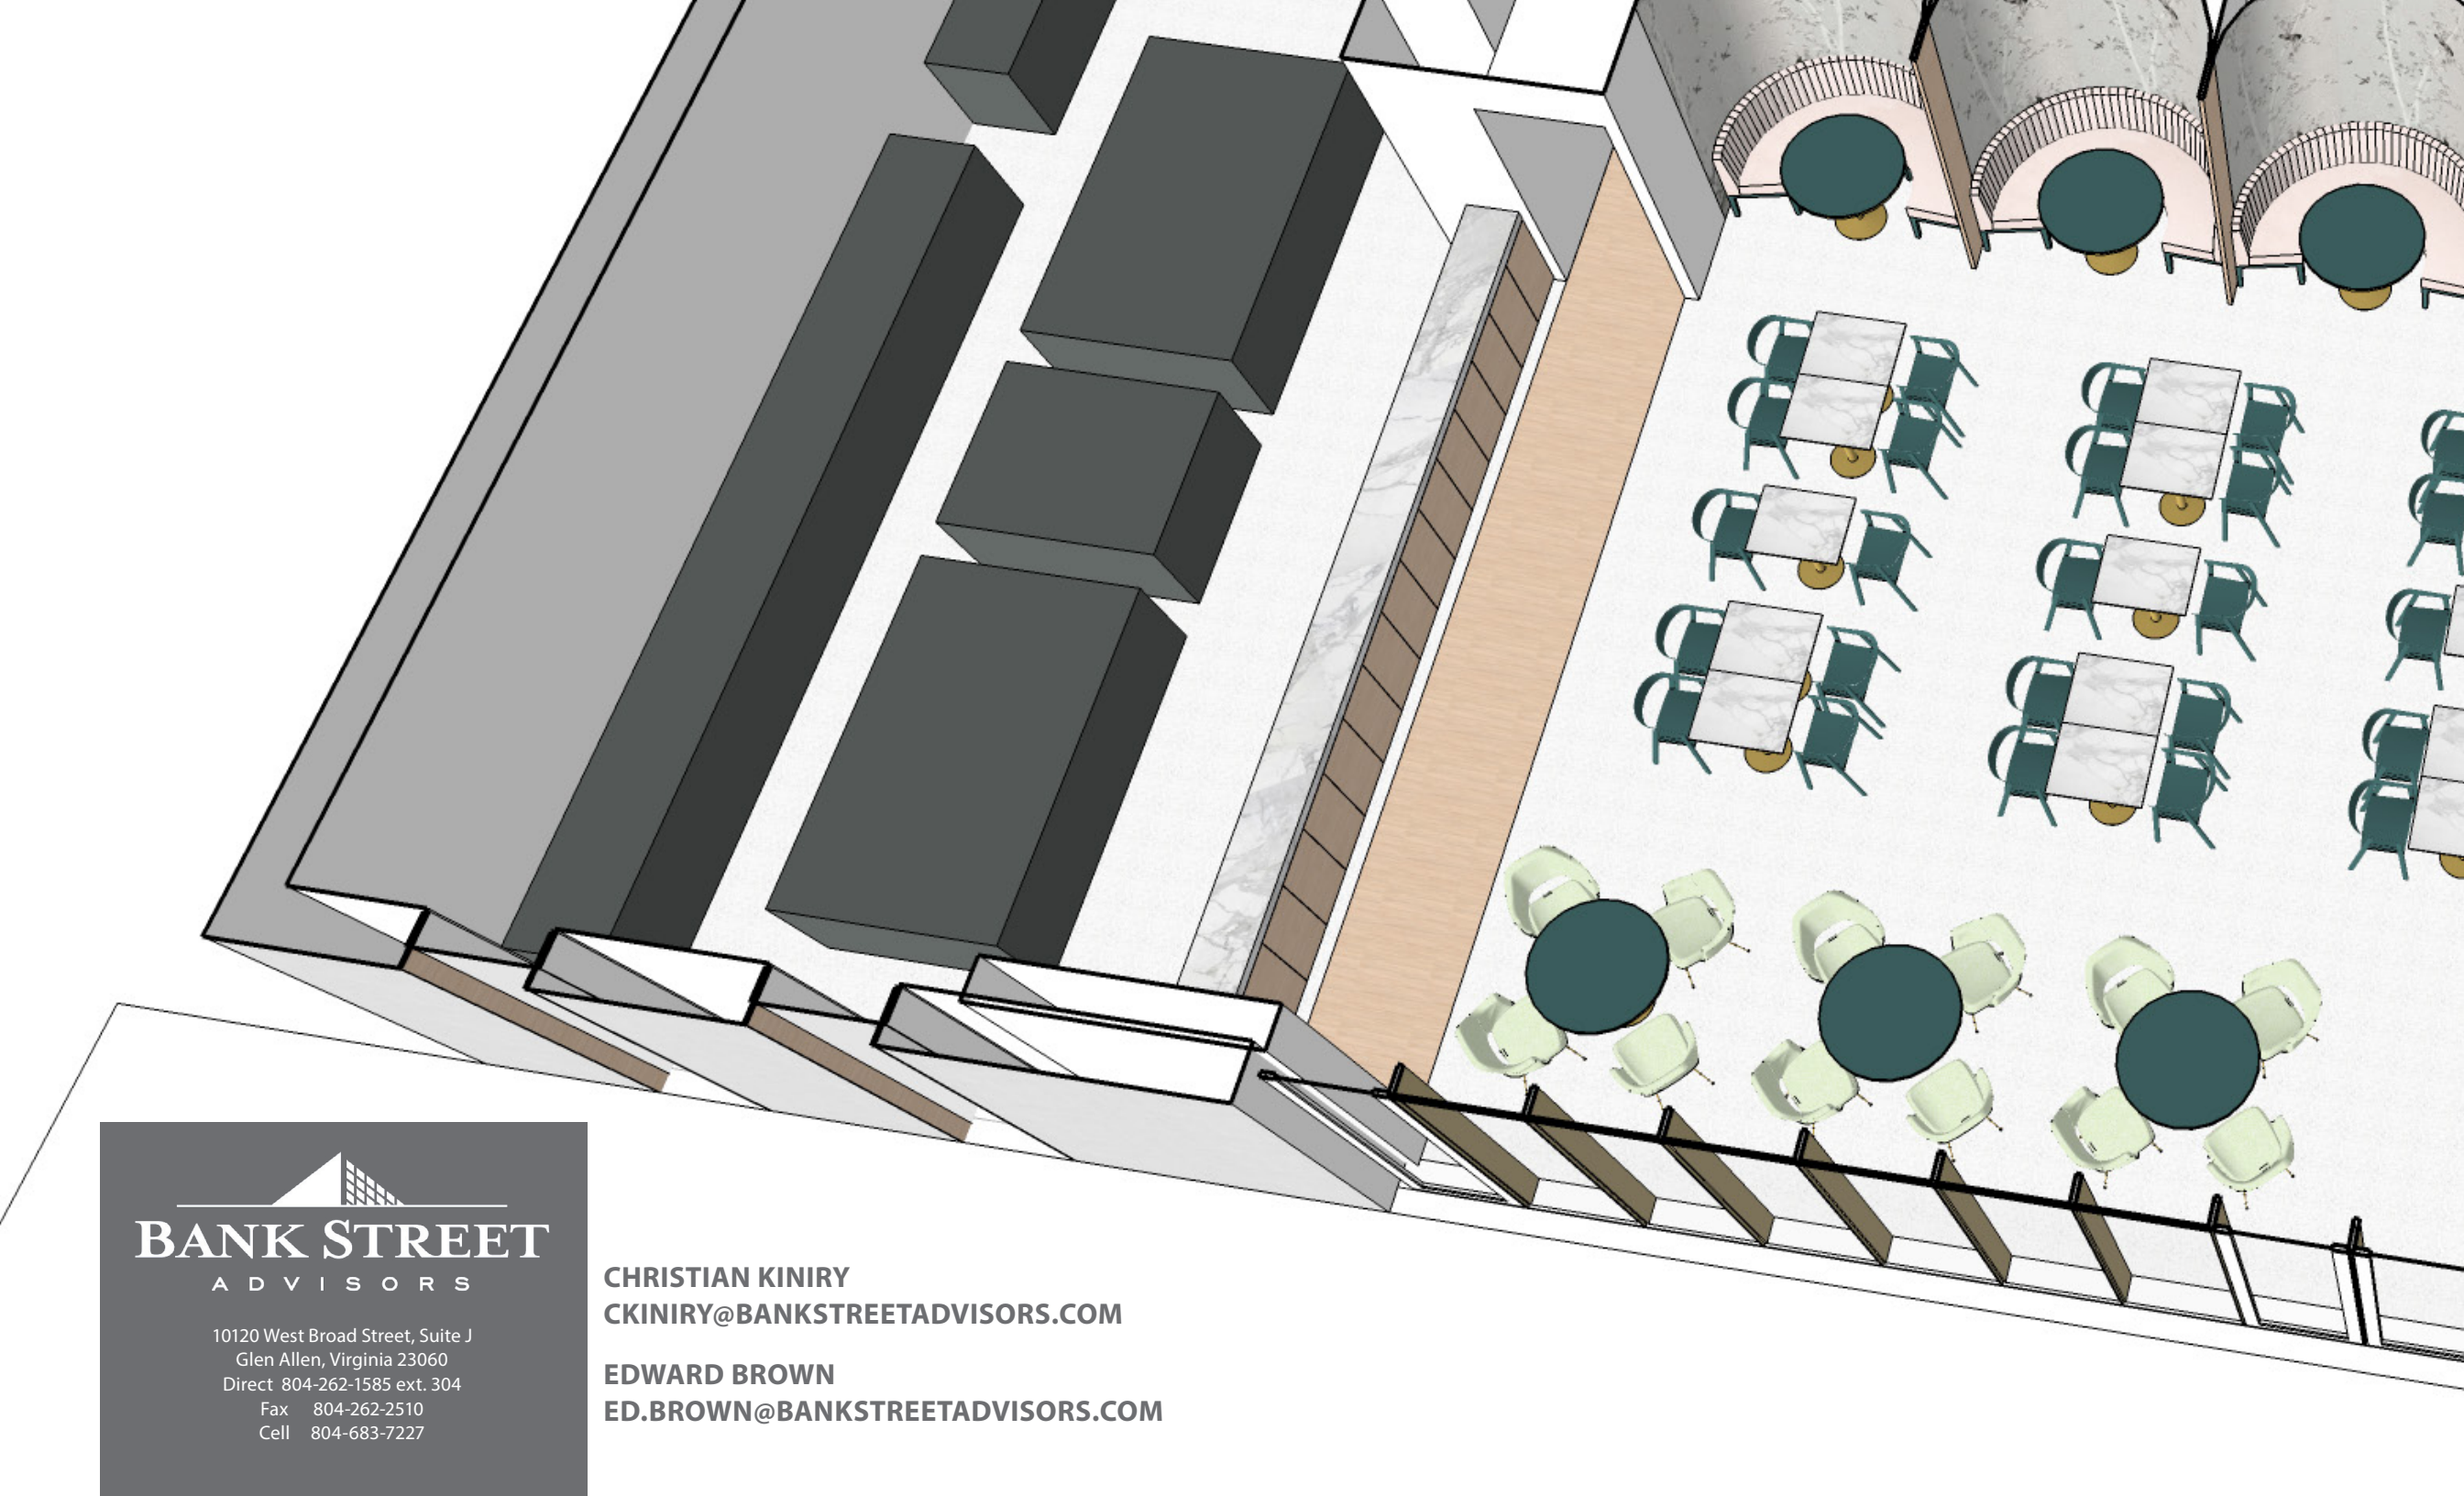 BANK STREET
ADVISORS
10120 West Broad Street, Suite J
Glen Allen, Virginia 23060
Direct 804-262-1585 ext. 304
Fax 804-262-2510
Cell 804-683-7227
CHRISTIAN KINIRY
CKINIRY@BANKSTREETADVISORS.COM
EDWARD BROWN
ED.BROWN@BANKSTREETADVISORS.COM